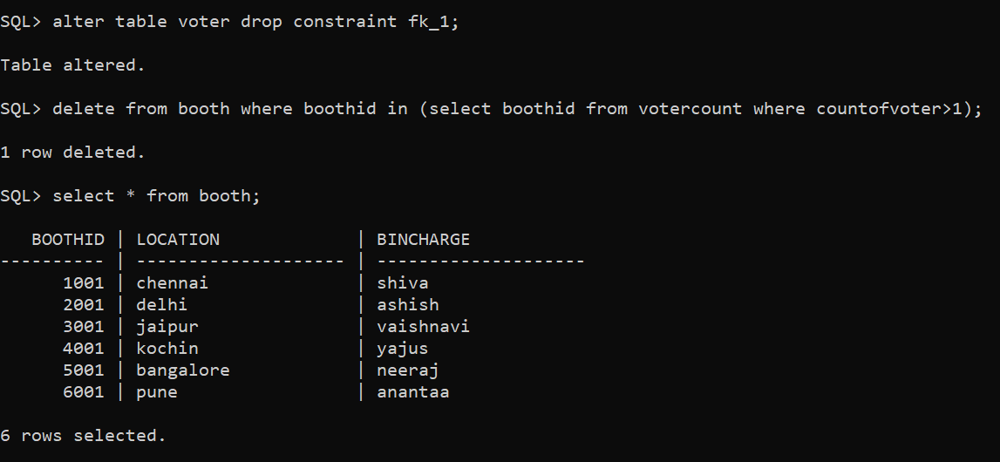 SQL> alter table voter drop constraint fk_1;
Table altered.
SQL> delete from booth where boothid in (select boothid from votercount where countofvoter>1);
1 row deleted.
SQL> select * from booth;
   BOOTHID | LOCATION             | BINCHARGE
---------- | -------------------- | --------------------
      1001 | chennai              | shiva
      2001 | delhi                | ashish
      3001 | jaipur               | vaishnavi
      4001 | kochin               | yajus
      5001 | bangalore            | neeraj
      6001 | pune                 | anantaa
6 rows selected.